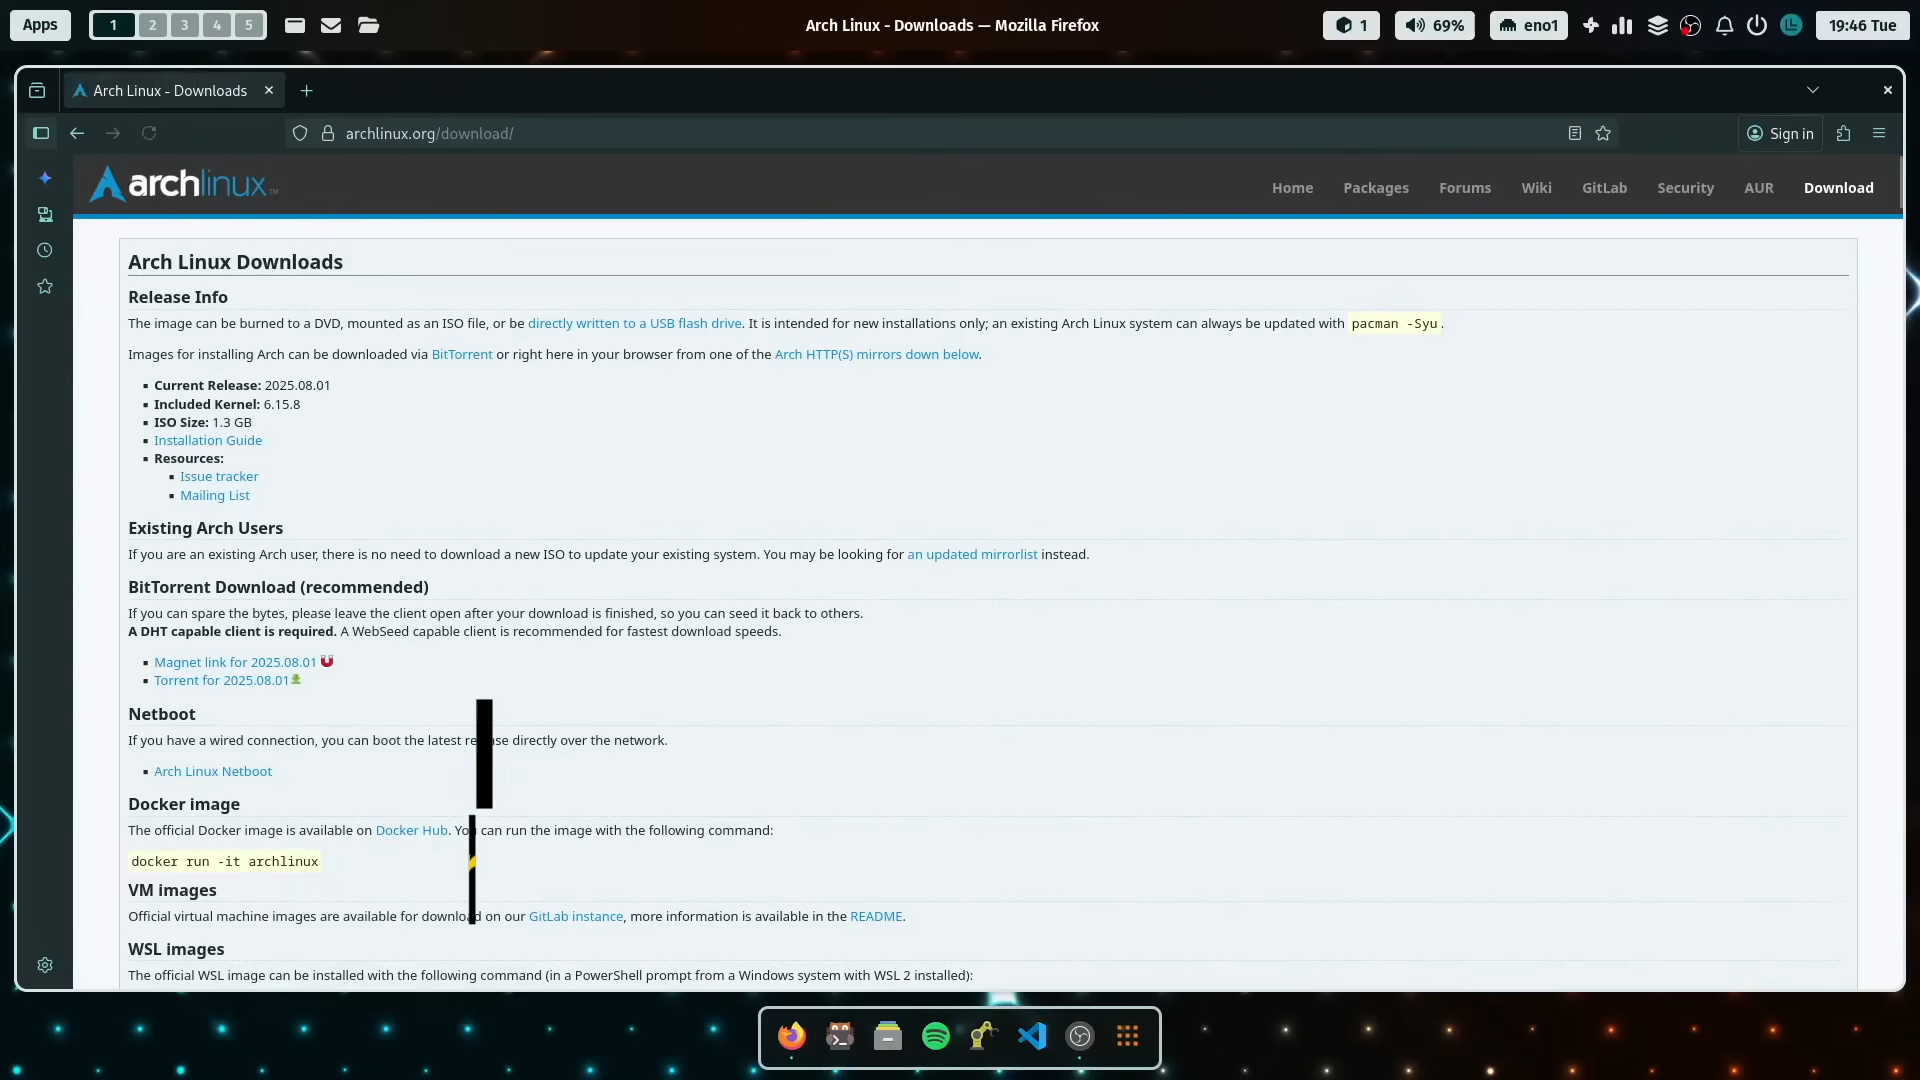 Apps
1
2
3
4
5
Arch Linux - Downloads — Mozilla Firefox
1
69%
eno1
19:46 Tue
Arch Linux - Downloads
archlinux.org/download/
Sign in
archlinux™
Home
Packages
Forums
Wiki
GitLab
Security
AUR
Download
Arch Linux Downloads
Release Info
The image can be burned to a DVD, mounted as an ISO file, or be directly written to a USB flash drive. It is intended for new installations only; an existing Arch Linux system can always be updated with pacman -Syu.
Images for installing Arch can be downloaded via BitTorrent or right here in your browser from one of the Arch HTTP(S) mirrors down below.
Current Release: 2025.08.01
Included Kernel: 6.15.8
ISO Size: 1.3 GB
Installation Guide
Resources:
Issue tracker
Mailing List
Existing Arch Users
If you are an existing Arch user, there is no need to download a new ISO to update your existing system. You may be looking for an updated mirrorlist instead.
BitTorrent Download (recommended)
If you can spare the bytes, please leave the client open after your download is finished, so you can seed it back to others.
A DHT capable client is required. A WebSeed capable client is recommended for fastest download speeds.
Magnet link for 2025.08.01
Torrent for 2025.08.01
Netboot
If you have a wired connection, you can boot the latest directly over the network.
Arch Linux Netboot
Docker image
The official Docker image is available on Docker Hub. You can run the image with the following command:
docker run -it archlinux
VM images
Official virtual machine images are available for download on our GitLab instance, more information is available in the README.
WSL images
The official WSL image can be installed with the following command (in a PowerShell prompt from a Windows system with WSL 2 installed):